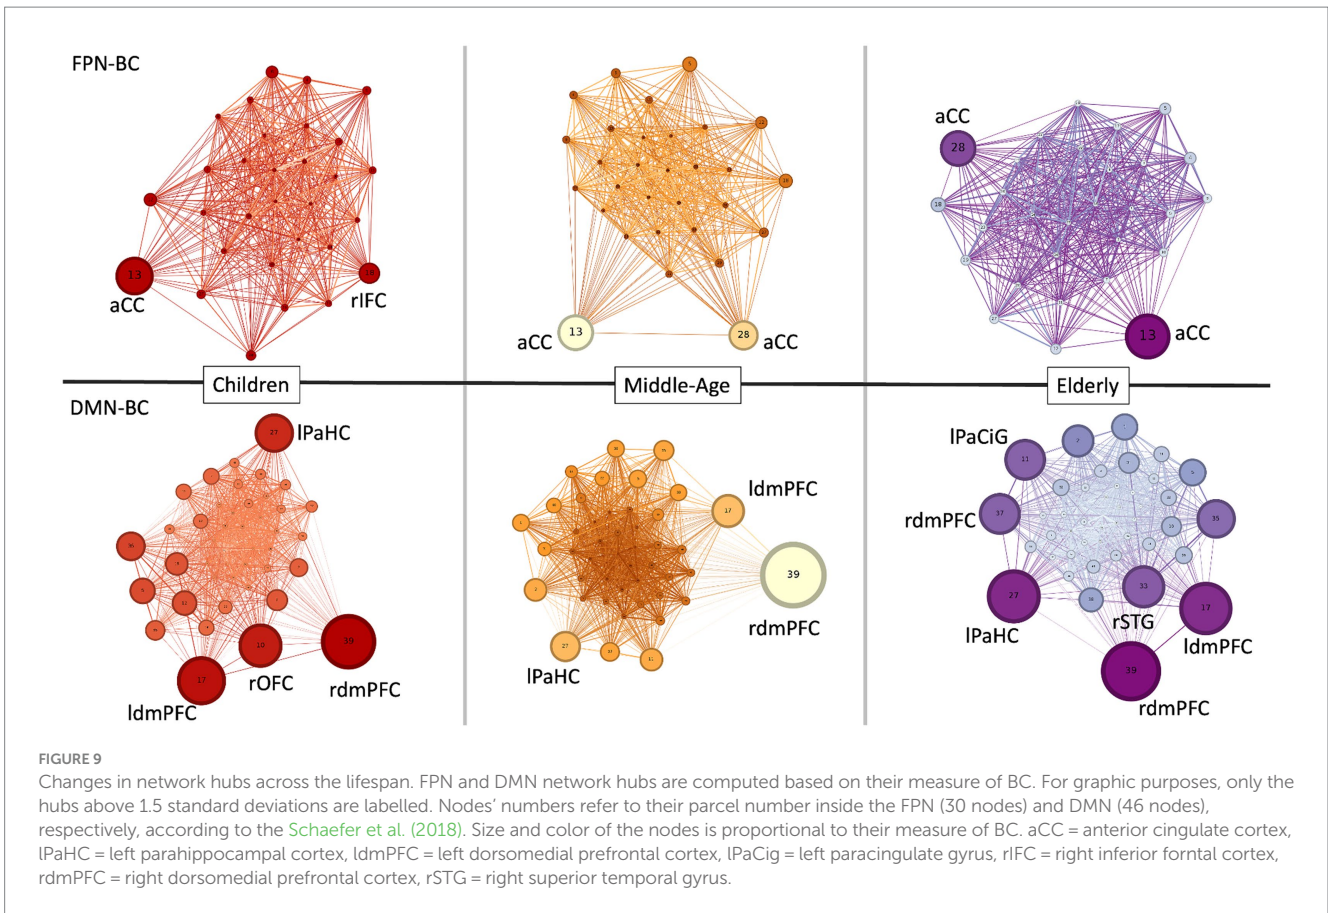 FPN-BC
aCC
13
18
rIFC
5
13
aCC
28
aCC
aCC
28
18
5
13
aCC
Children
Middle-Age
Elderly
DMN-BC
27
lPaHC
36
10
39
17
rOFC
rdmPFC
ldmPFC
ldmPFC
17
39
rdmPFC
2
27
lPaHC
lPaCiG
11
rdmPFC
37
35
27
33
17
lPaHC
rSTG
ldmPFC
39
rdmPFC
FIGURE 9
Changes in network hubs across the lifespan. FPN and DMN network hubs are computed based on their measure of BC. For graphic purposes, only the
hubs above 1.5 standard deviations are labelled. Nodes’ numbers refer to their parcel number inside the FPN (30 nodes) and DMN (46 nodes),
respectively, according to the Schaefer et al. (2018). Size and color of the nodes is proportional to their measure of BC. aCC = anterior cingulate cortex,
lPaHC = left parahippocampal cortex, ldmPFC = left dorsomedial prefrontal cortex, lPaCig = left paracingulate gyrus, rIFC = right inferior forntal cortex,
rdmPFC = right dorsomedial prefrontal cortex, rSTG = right superior temporal gyrus.